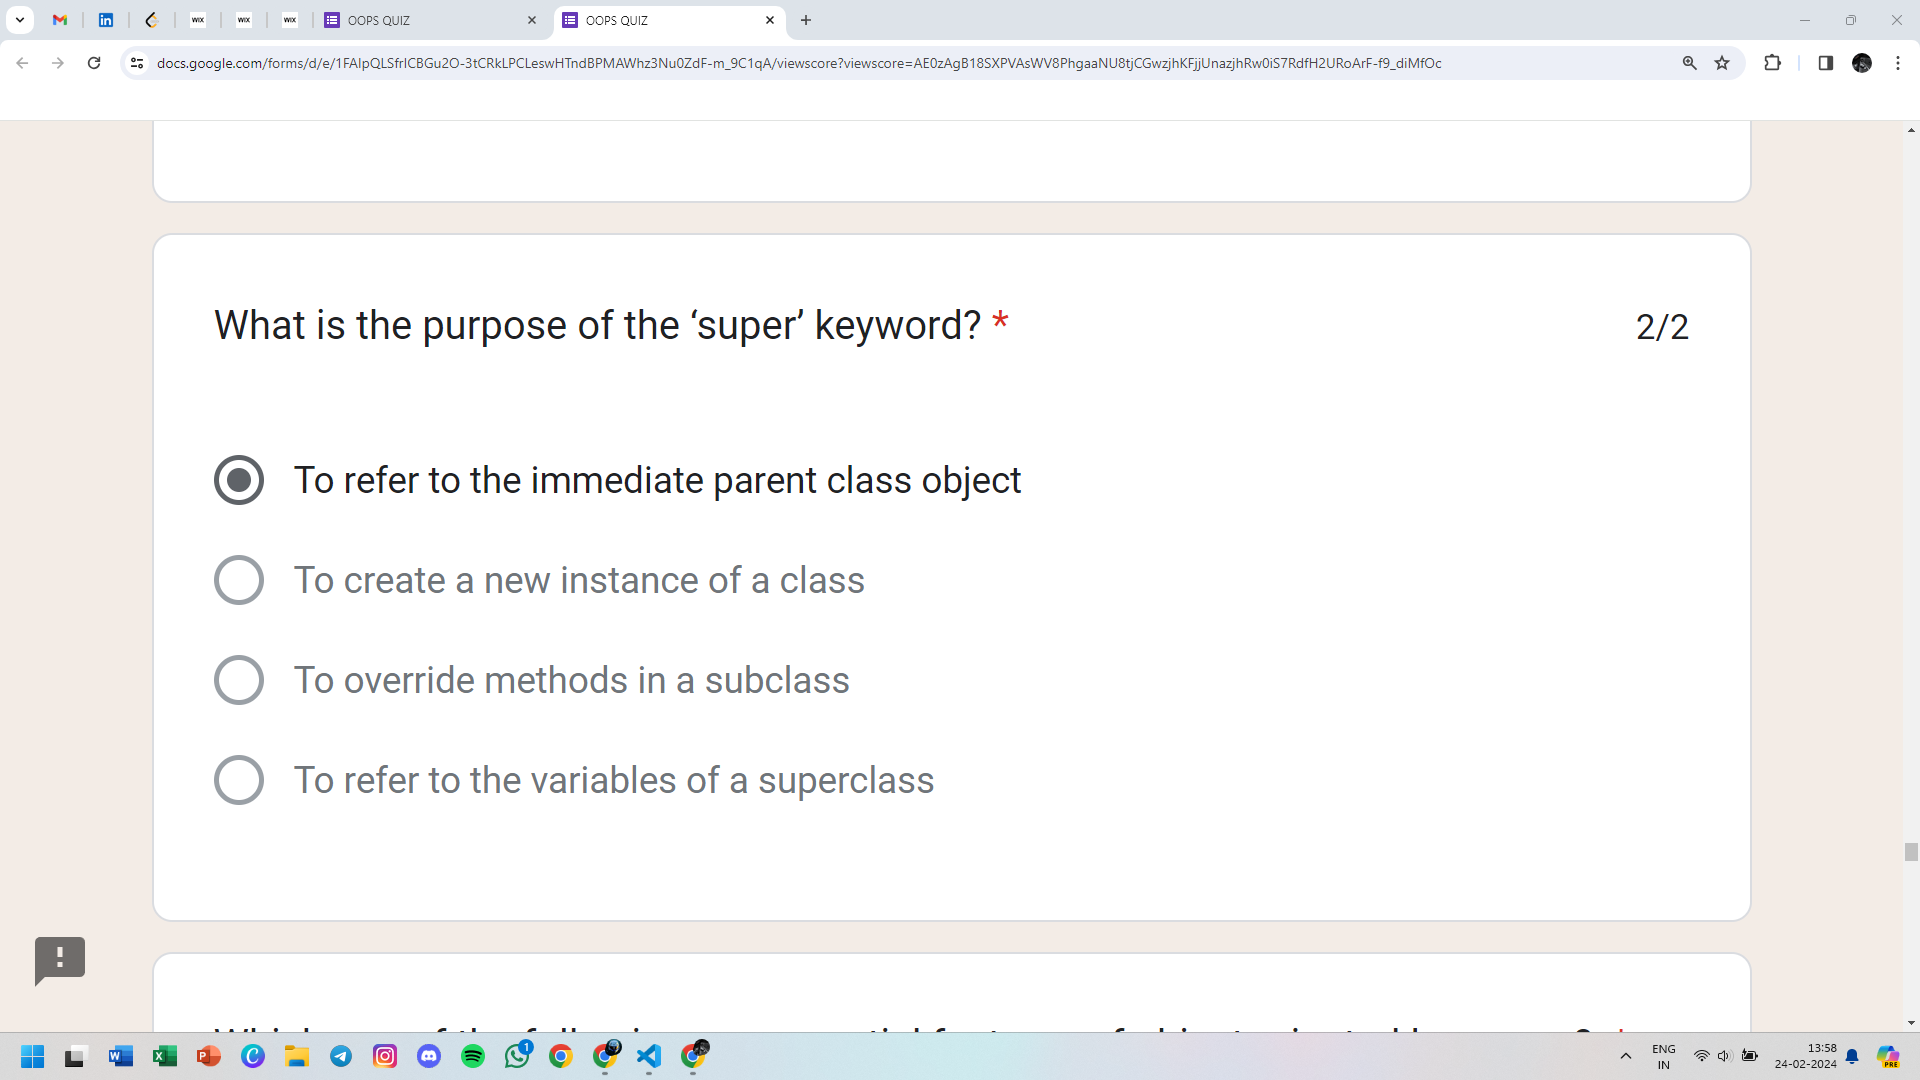 OOPS QUIZ
OOPS QUIZ
docs.google.com/forms/d/e/1FAIpQLSfrICBGu2O-3tCRkLPCLeswHTndBPMAWhz3Nu0ZdF-m_9C1qA/viewscore?viewscore=AE0zAgB18SXPVAsWV8PhgaaNU8tjCGwzjhKFjjUnazjhRw0iS7RdfH2URoArF-f9_diMfOc
What is the purpose of the ‘super’ keyword? *
2/2
To refer to the immediate parent class object
To create a new instance of a class
To override methods in a subclass
To refer to the variables of a superclass
ENG
IN
13:58
24-02-2024